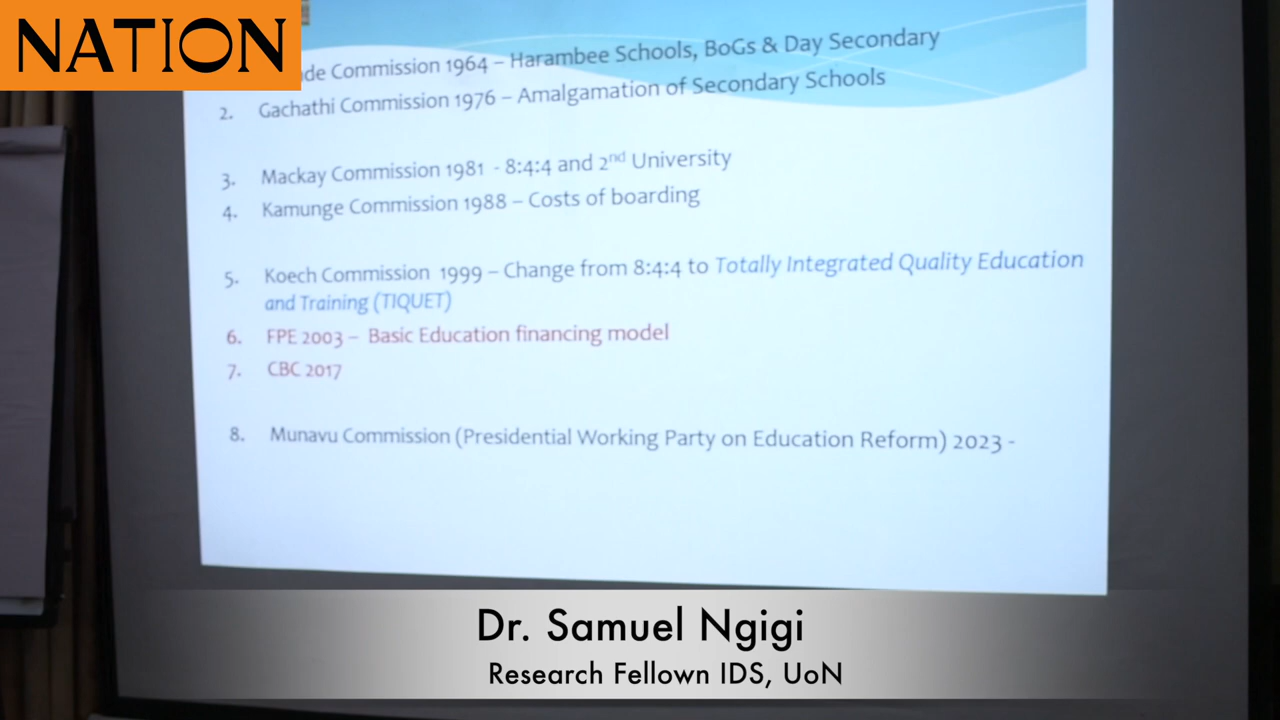 NATION
Commission 1964 – Harambee Schools, BoGs & Day Secondary
2. Gachathi Commission 1976 – Amalgamation of Secondary Schools
3. Mackay Commission 1981 - 8:4:4 and 2nd University
4. Kamunge Commission 1988 – Costs of boarding
5. Koech Commission 1999 – Change from 8:4:4 to Totally Integrated Quality Education
and Training (TIQUET)
6. FPE 2003 – Basic Education financing model
7. CBC 2017
8. Munavu Commission (Presidential Working Party on Education Reform) 2023 -
Dr. Samuel Ngigi
Research Fellown IDS, UoN